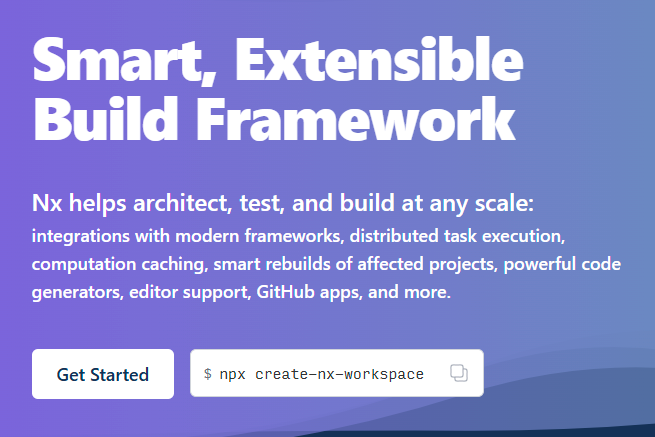 Smart, Extensible
Build Framework
Nx helps architect, test, and build at any scale:
integrations with modern frameworks, distributed task execution,
computation caching, smart rebuilds of affected projects, powerful code
generators, editor support, GitHub apps, and more.
Get Started
$ npx create-nx-workspace